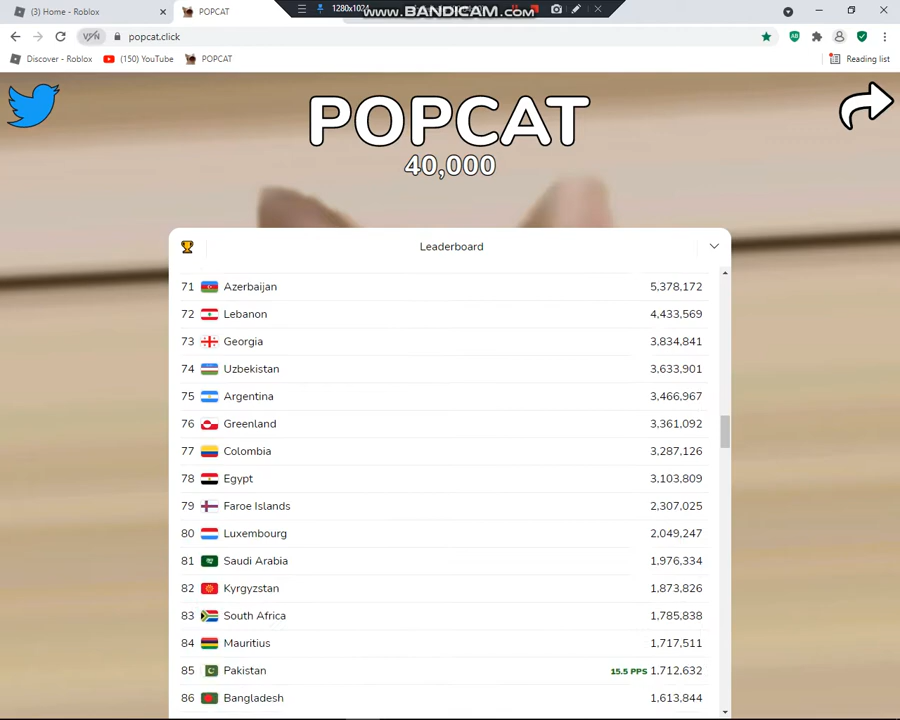 (3) Home - Roblox
POPCAT
www.BANDICAM.com
popcat.click
Discover - Roblox
(150) YouTube
POPCAT
Reading list
POPCAT
40,000
Leaderboard
71 Azerbaijan 5,378,172
72 Lebanon 4,433,569
73 Georgia 3,834,841
74 Uzbekistan 3,633,901
75 Argentina 3,466,967
76 Greenland 3,361,092
77 Colombia 3,287,126
78 Egypt 3,103,809
79 Faroe Islands 2,307,025
80 Luxembourg 2,049,247
81 Saudi Arabia 1,976,334
82 Kyrgyzstan 1,873,826
83 South Africa 1,785,838
84 Mauritius 1,717,511
85 Pakistan 15.5 PPS 1,712,632
86 Bangladesh 1,613,844